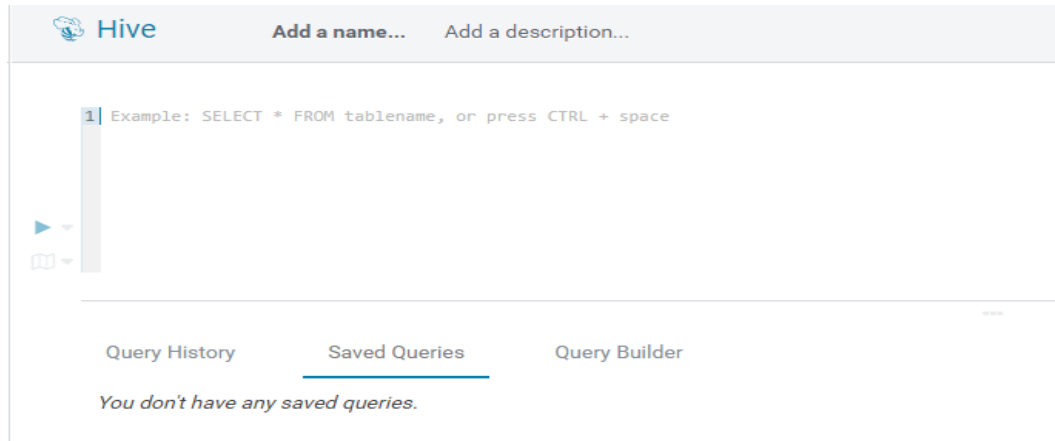 Hive Add a name... Add a description...
1 Example: SELECT * FROM tablename, or press CTRL + space
Query History Saved Queries Query Builder
You don't have any saved queries.